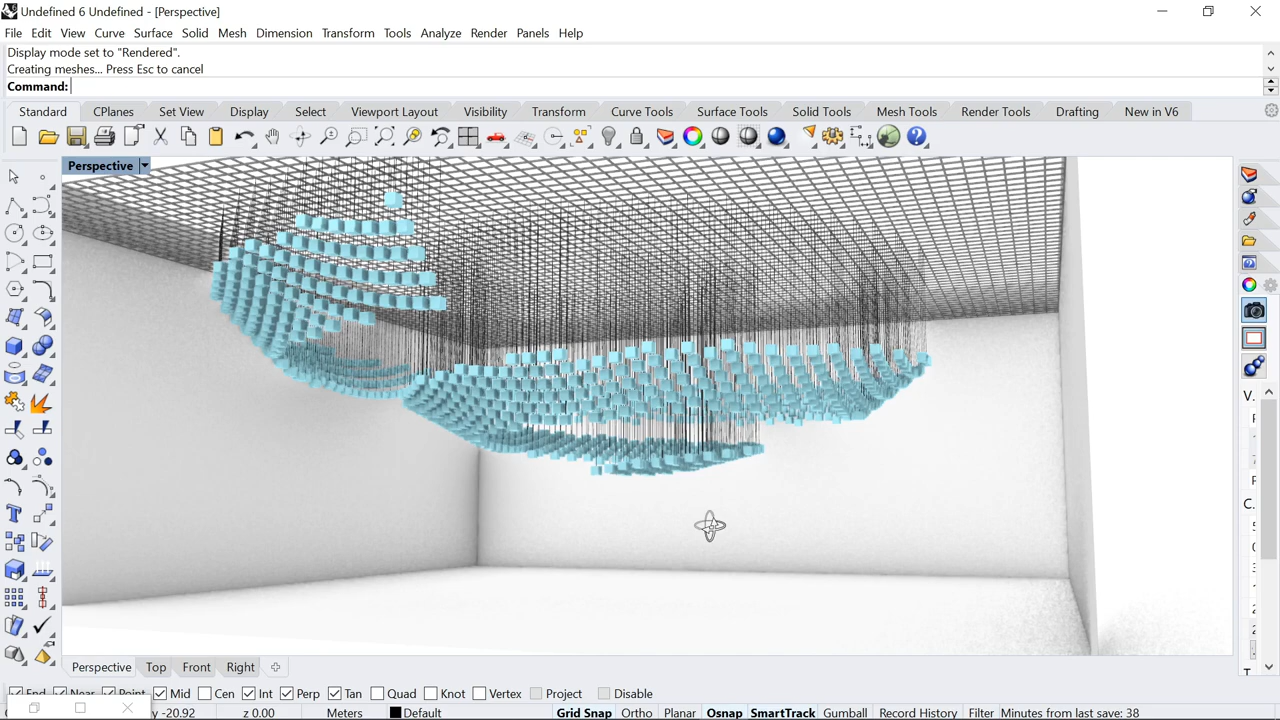 Undefined 6 Undefined - [Perspective]
File Edit View Curve Surface Solid Mesh Dimension Transform Tools Analyze Render Panels Help
Display mode set to "Rendered".
Creating meshes... Press Esc to cancel
Command:
Standard CPlanes Set View Display Select Viewport Layout Visibility Transform Curve Tools Surface Tools Solid Tools Mesh Tools Render Tools Drafting New in V6
Perspective
V.
C.
Perspective Top Front Right
End Near Point Mid Cen Int Perp Tan Quad Knot Vertex Project Disable
y -20.92 z 0.00 Meters Default Grid Snap Ortho Planar Osnap SmartTrack Gumball Record History Filter Minutes from last save: 38